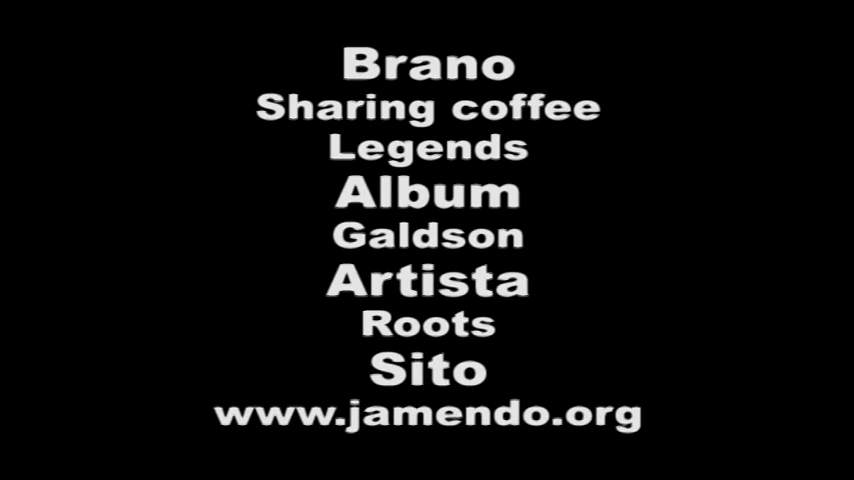 Brano
Sharing coffee
Legends
Album
Galdson
Artista
Roots
Sito
www.jamendo.org